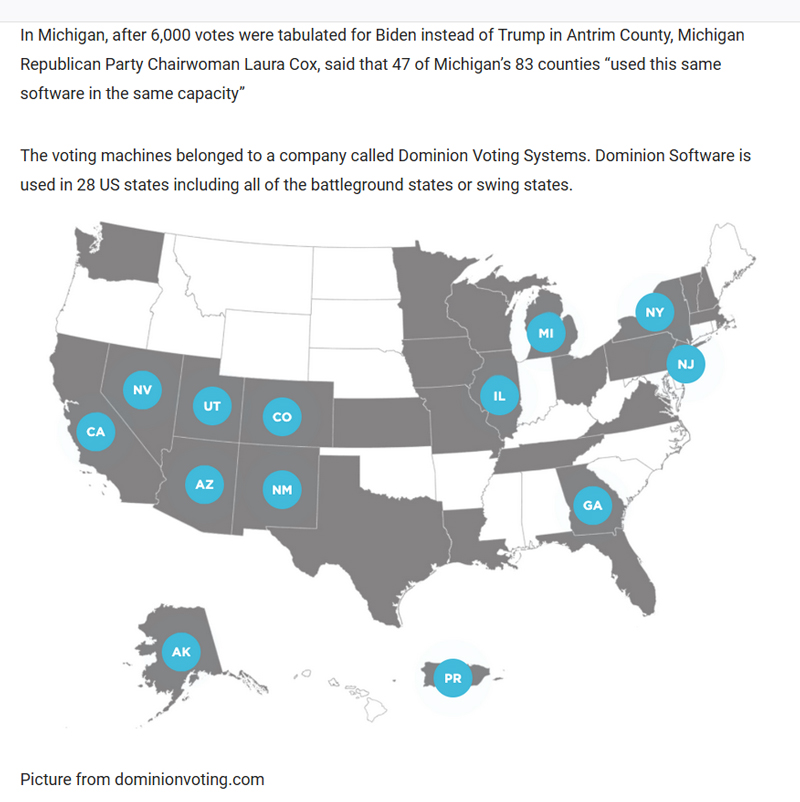 In Michigan, after 6,000 votes were tabulated for Biden instead of Trump in Antrim County, Michigan
Republican Party Chairwoman Laura Cox, said that 47 of Michigan’s 83 counties “used this same
software in the same capacity”
The voting machines belonged to a company called Dominion Voting Systems. Dominion Software is
used in 28 US states including all of the battleground states or swing states.
NY
MI
NJ
NV
IL
UT
CO
CA
AZ
NM
GA
AK
PR
Picture from dominionvoting.com